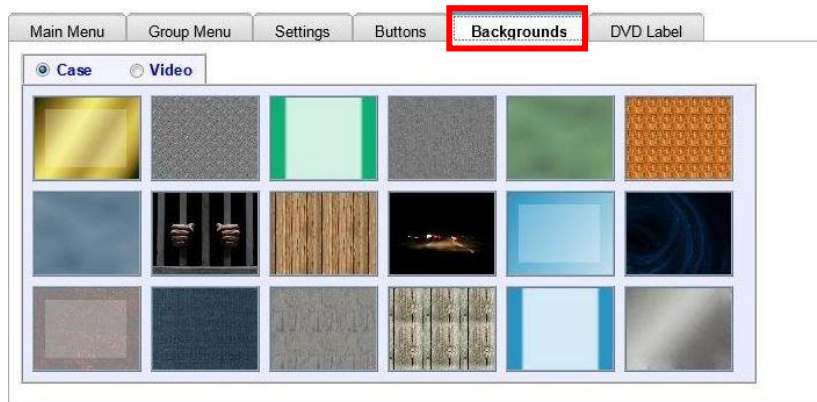 Main Menu Group Menu Settings Buttons Backgrounds DVD Label
Case Video